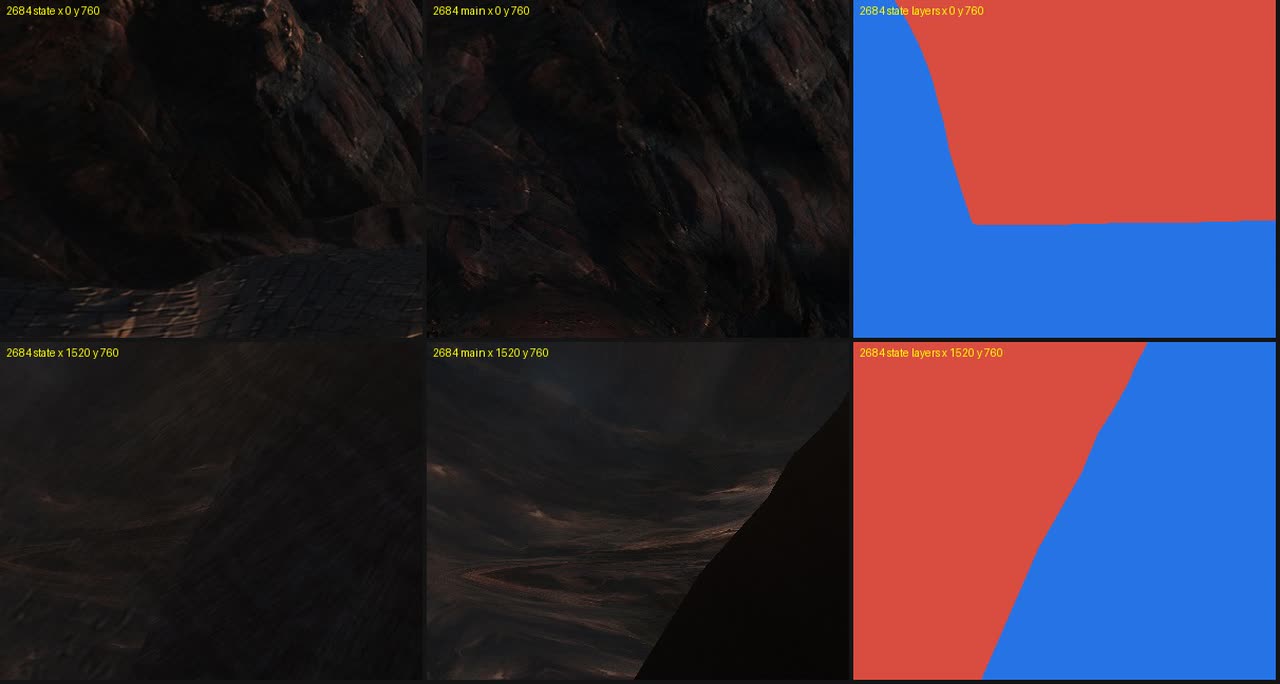 2684 state x 0 y 760
2684 main x 0 y 760
2684 state layers x 0 y 760
2684 state x 1520 y 760
2684 main x 1520 y 760
2684 state layers x 1520 y 760